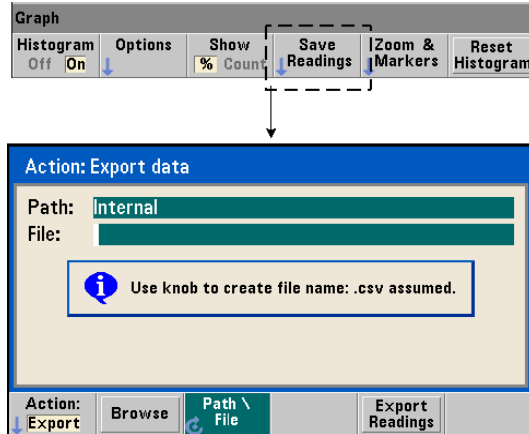 Graph
Histogram Options Show Save Zoom & Reset
Off On % Count Readings Markers Histogram
Action: Export data
Path: Internal
File:
i Use knob to create file name: .csv assumed.
Action: Browse Path \ Export
Export File Readings